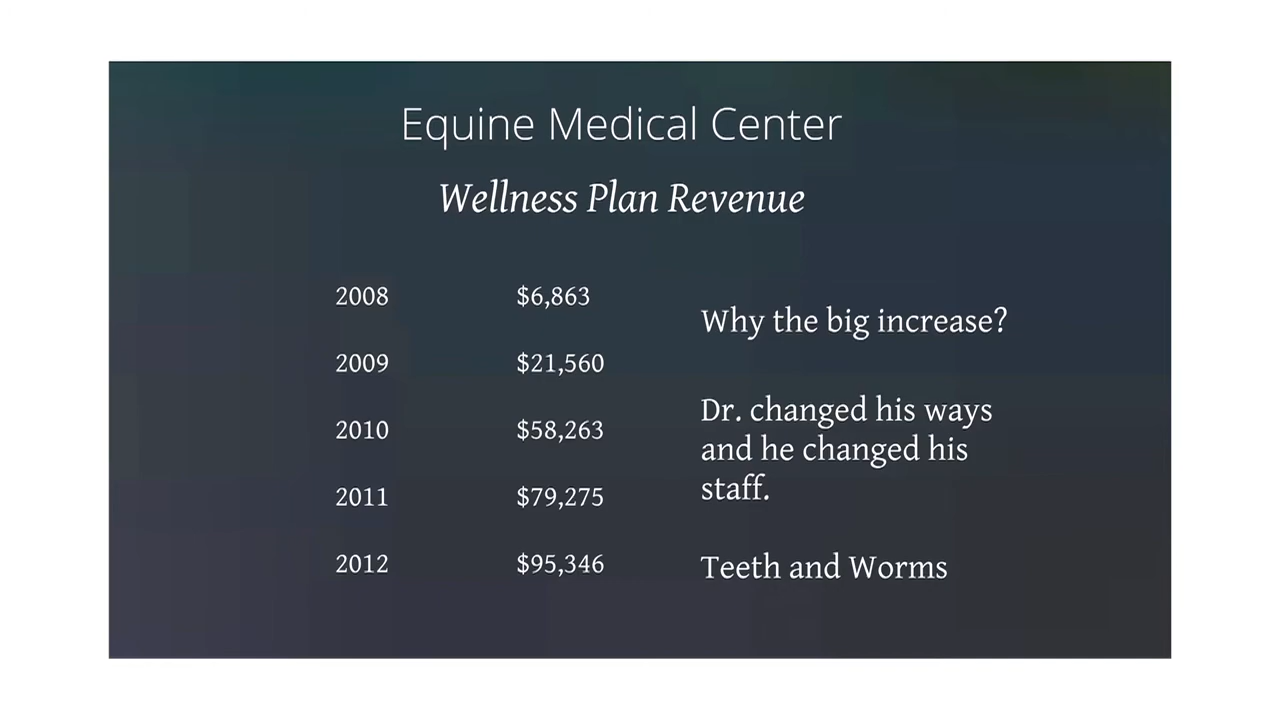 Equine Medical Center
Wellness Plan Revenue
2008 $6,863
2009 $21,560
2010 $58,263
2011 $79,275
2012 $95,346
Why the big increase?
Dr. changed his ways
and he changed his
staff.
Teeth and Worms